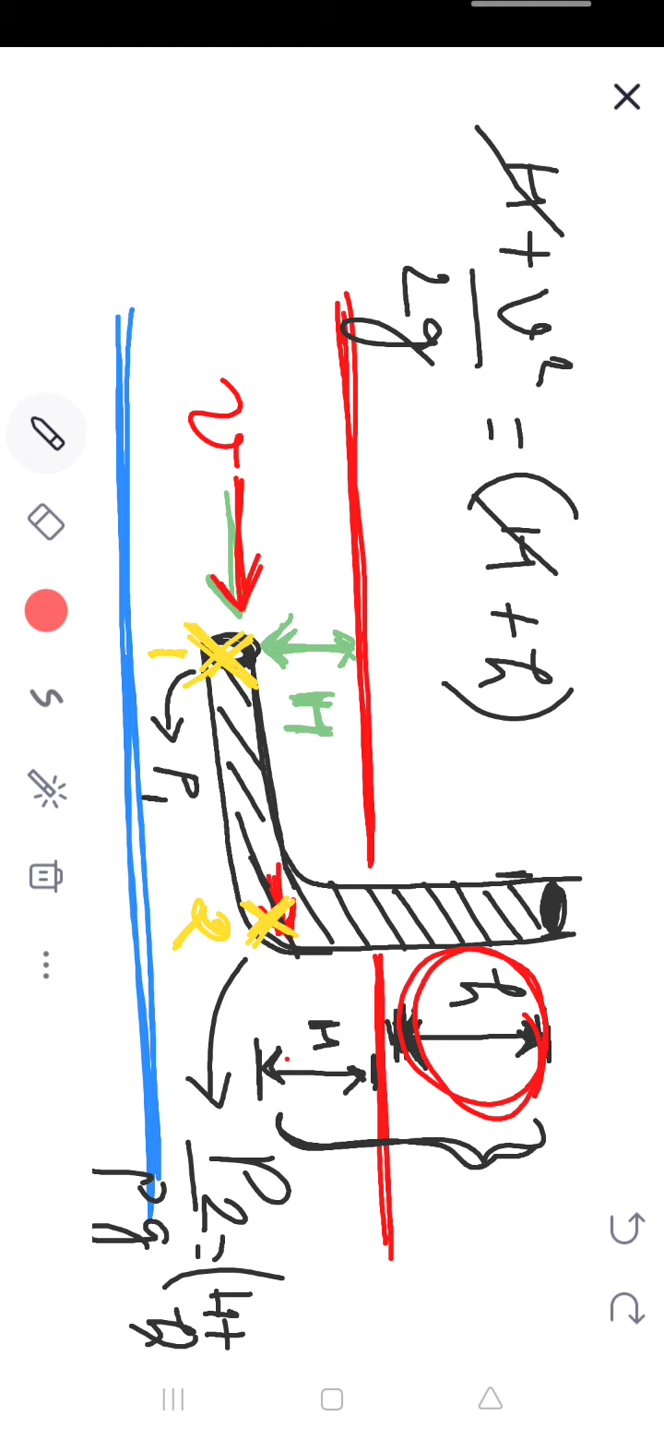 H + v² / 2g = (H + h)
v
H
1
P₁
2
h
H
P₂ / ρg = (H + h)